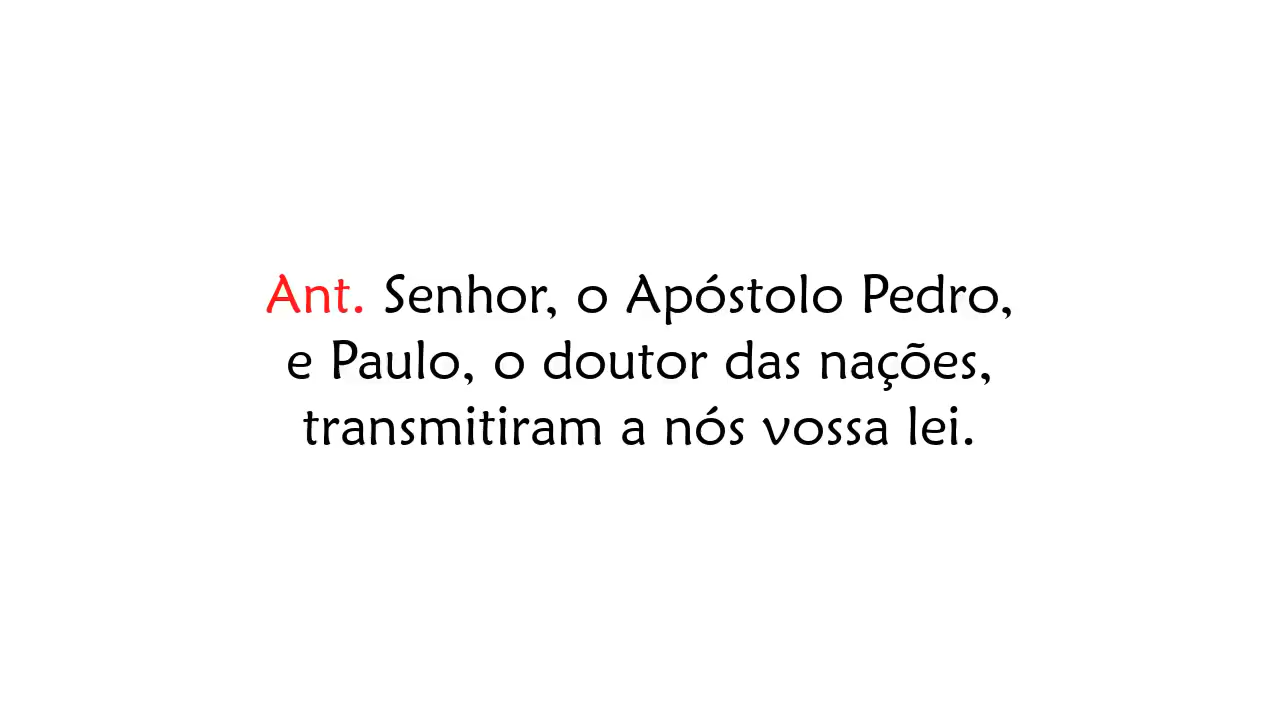 Ant. Senhor, o Apóstolo Pedro,
e Paulo, o doutor das nações,
transmitiram a nós vossa lei.